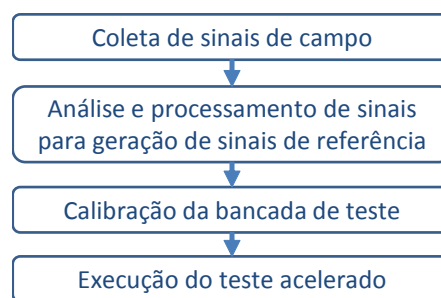 Coleta de sinais de campo
Análise e processamento de sinais
para geração de sinais de referência
Calibração da bancada de teste
Execução do teste acelerado